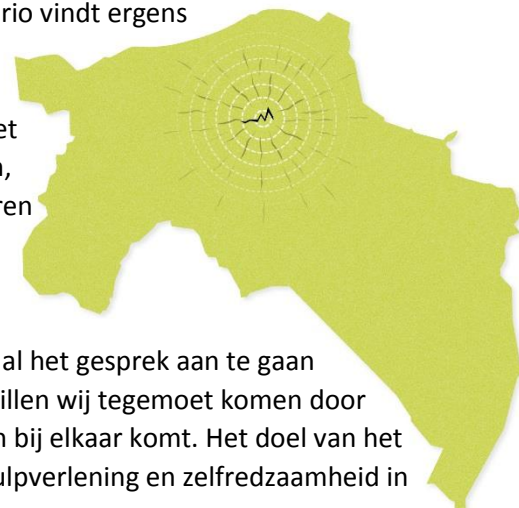 rio vindt ergens
et
,
ren
al het gesprek aan te gaan
illen wij tegemoet komen door
n bij elkaar komt. Het doel van het
ulpverlening en zelfredzaamheid in